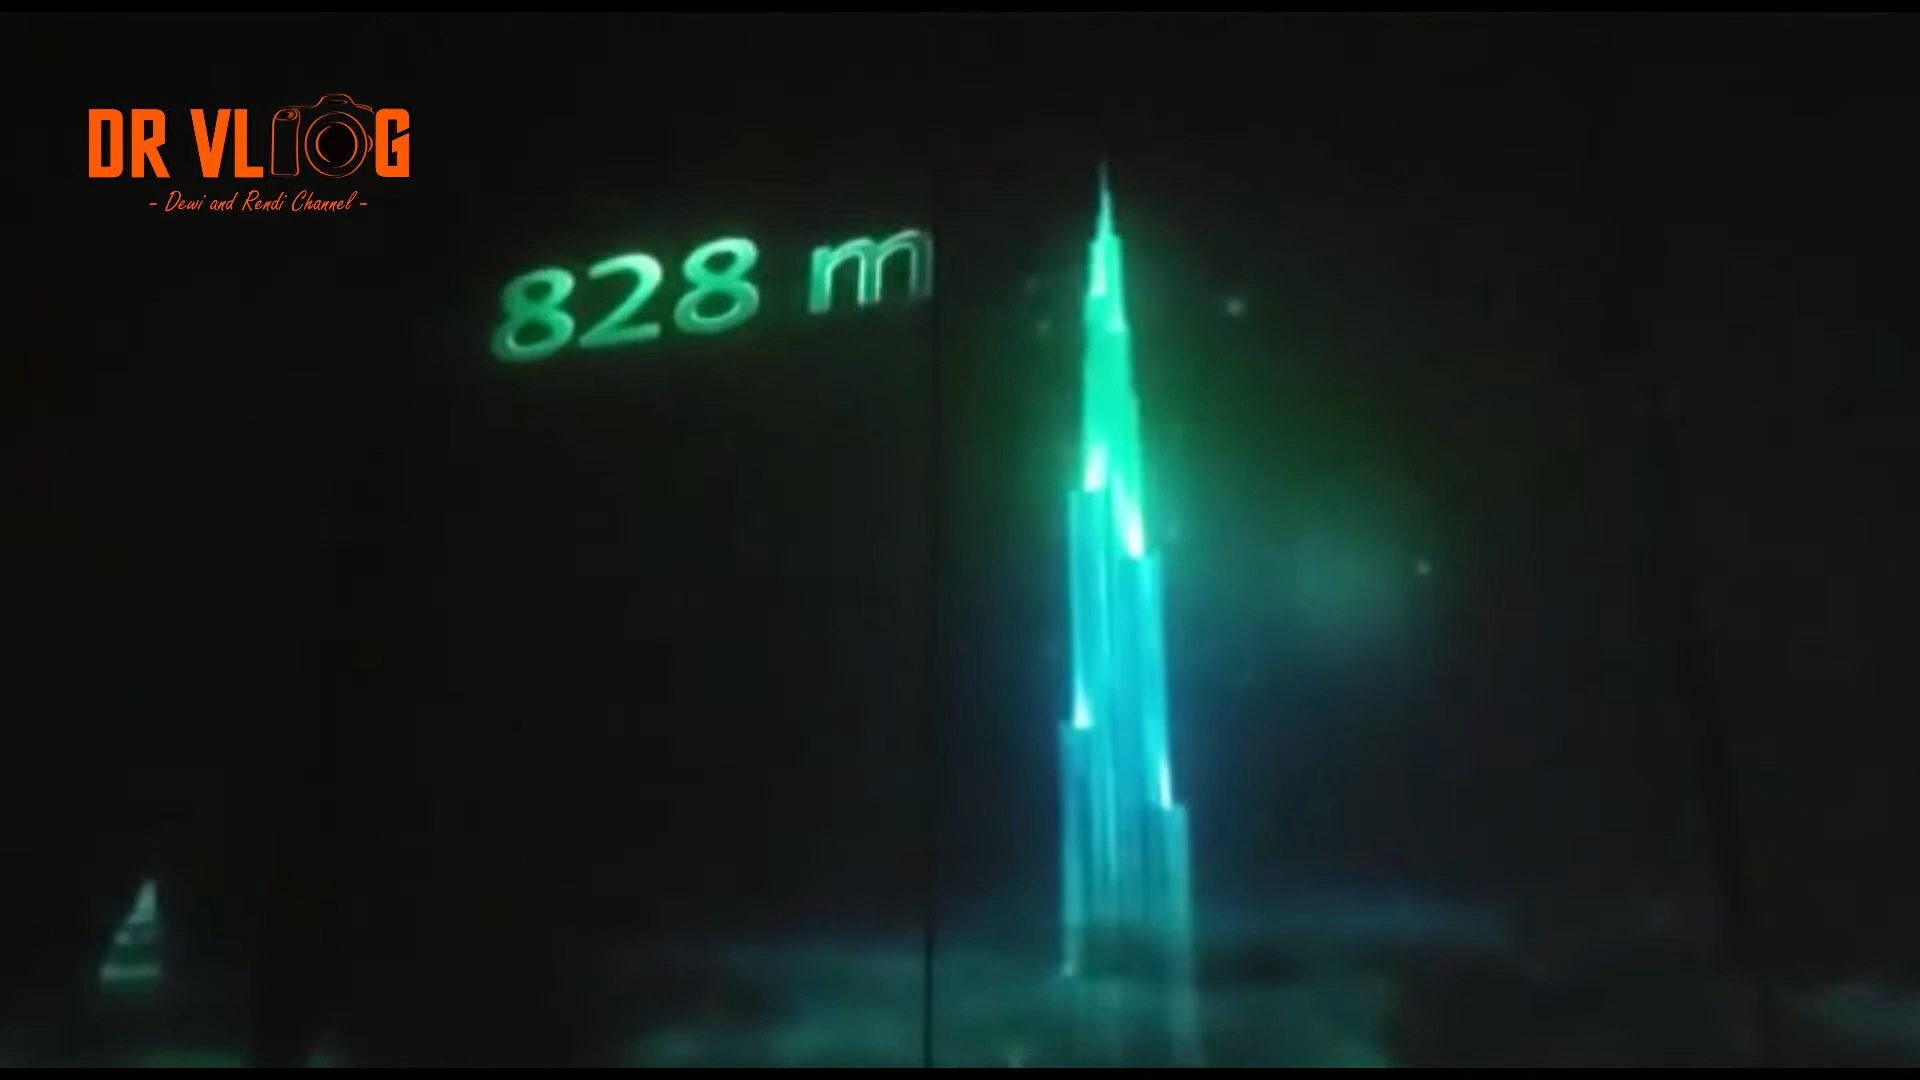 DR VLOG
- Dewi and Rendi Channel -
828 m